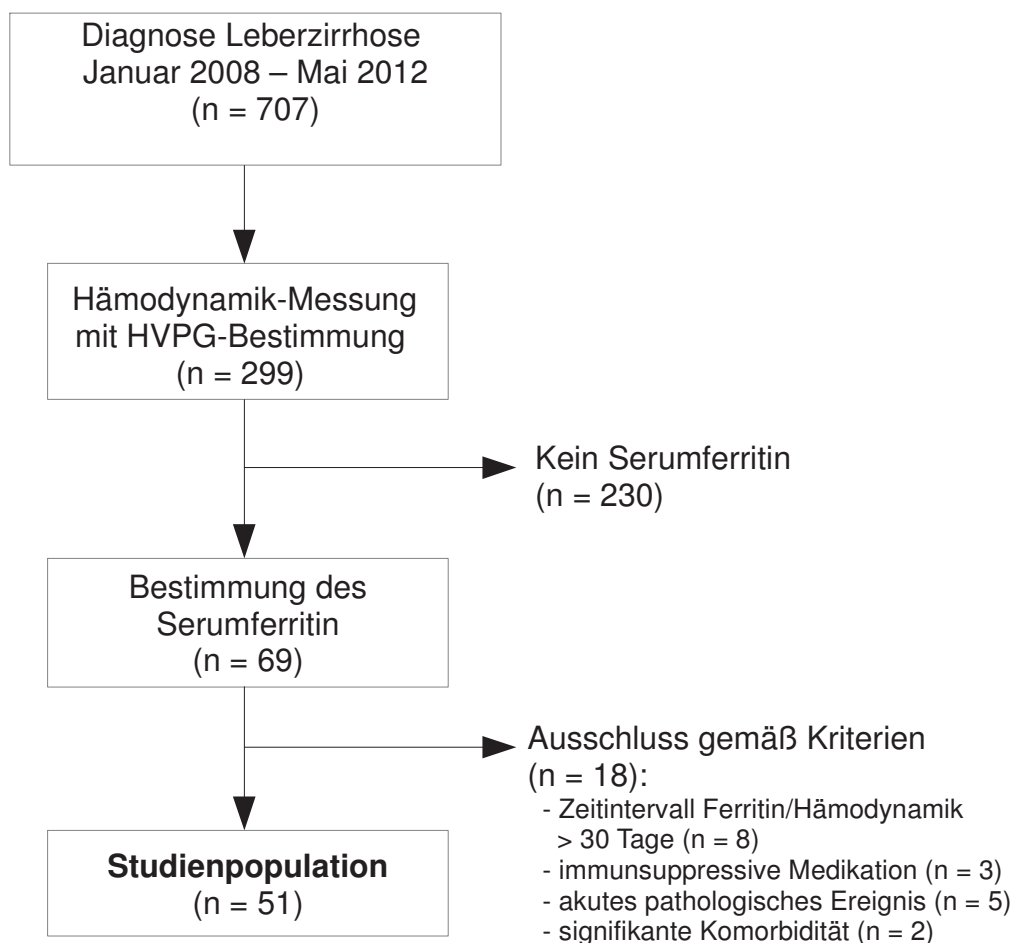 Diagnose Leberzirrhose
Januar 2008 – Mai 2012
(n = 707)
Hämodynamik-Messung
mit HVPG-Bestimmung
(n = 299)
Kein Serumferritin
(n = 230)
Bestimmung des
Serumferritin
(n = 69)
Ausschluss gemäß Kriterien
(n = 18):
- Zeitintervall Ferritin/Hämodynamik
> 30 Tage (n = 8)
- immunsuppressive Medikation (n = 3)
- akutes pathologisches Ereignis (n = 5)
- signifikante Komorbidität (n = 2)
Studienpopulation
(n = 51)